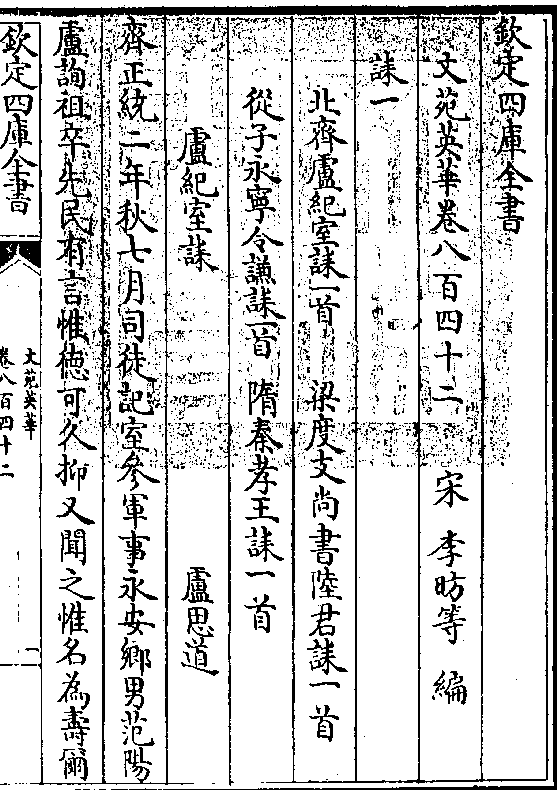 欽定四庫全書
文苑英華卷八百四十二 宋 李昉等 編
誄一
北齊盧紀室誄一首 梁度支尚書陸君誄一首
從子永寧令謙誄一首 隋秦孝王誄一首
盧紀室誄 盧思道
齊正統二年秋七月司徒記室參軍事永安鄉男范陽
盧詢祖卒先民有言惟徳可久抑又聞之惟名為壽爾
欽定四庫全書
文苑英華
卷八百四十二
一